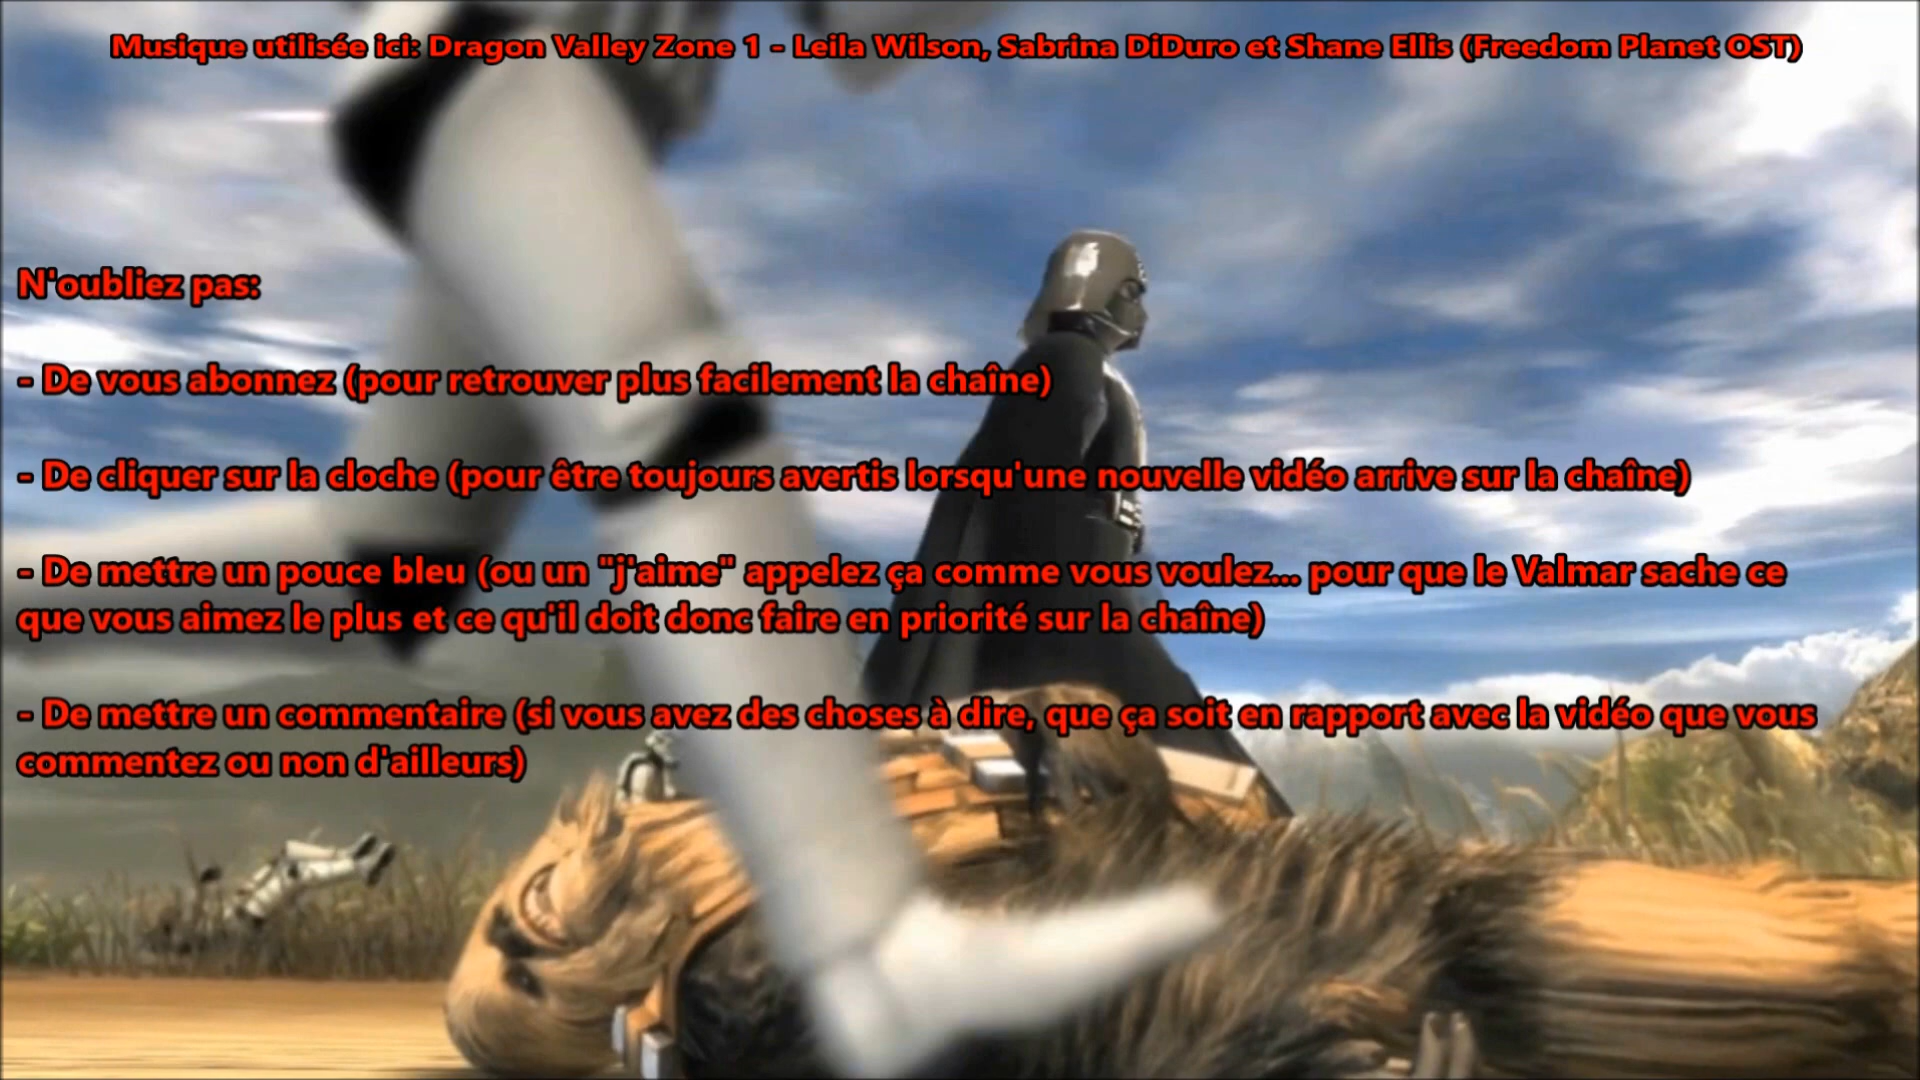 Musique utilisée ici: Dragon Valley Zone 1 - Leila Wilson, Sabrina DiDuro et Shane Ellis (Freedom Planet OST)
N'oubliez pas:
- De vous abonnez (pour retrouver plus facilement la chaîne)
- De cliquer sur la cloche (pour être toujours avertis lorsqu'une nouvelle vidéo arrive sur la chaîne)
- De mettre un pouce bleu (ou un "j'aime" appelez ça comme vous voulez... pour que le Valmar sache ce
que vous aimez le plus et ce qu'il doit donc faire en priorité sur la chaîne)
- De mettre un commentaire (si vous avez des choses à dire, que ça soit en rapport avec la vidéo que vous
commentez ou non d'ailleurs)